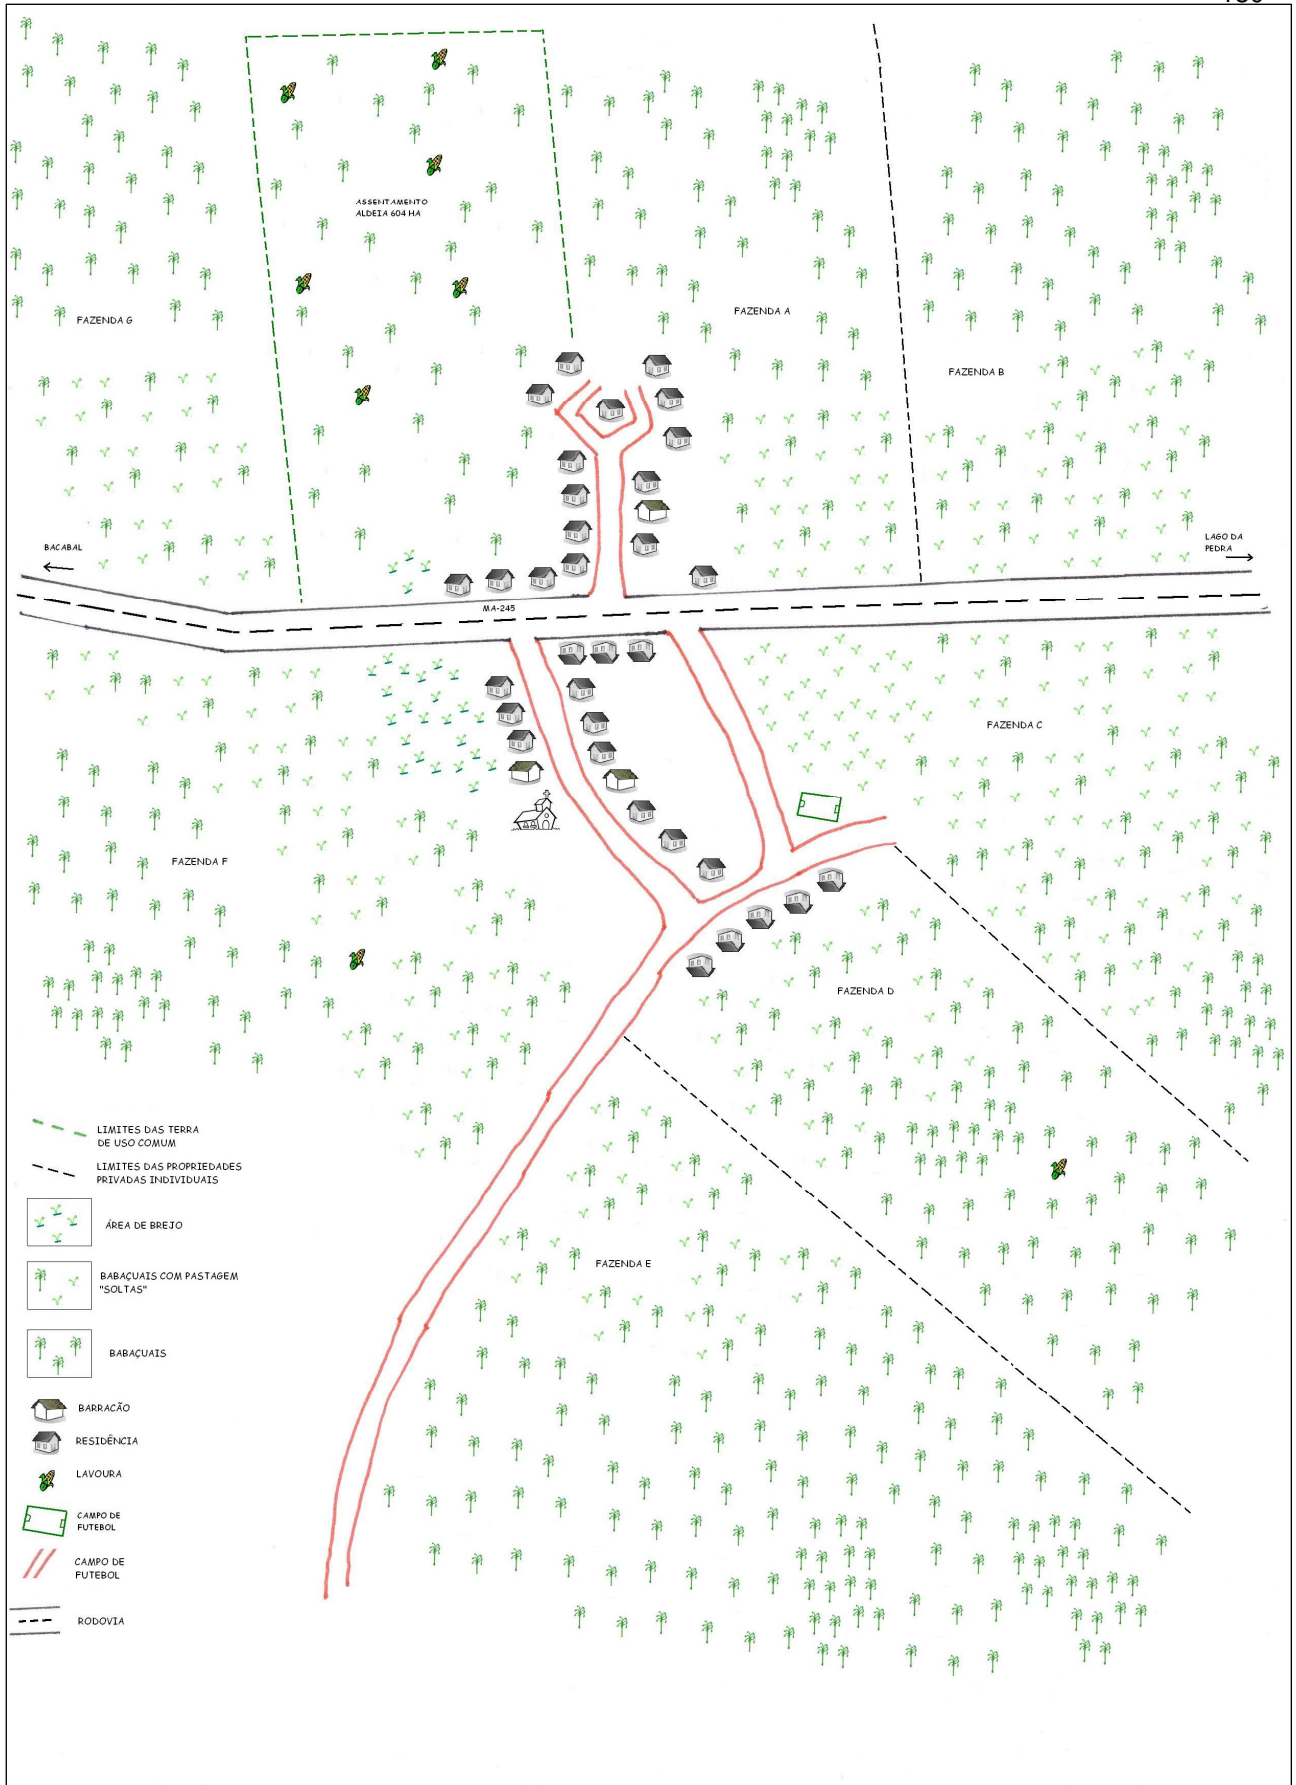 ASSENTAMENTO
ALDEIA 604 HA
FAZENDA G
FAZENDA A
FAZENDA B
BACABAL
LAGO DA
PEDRA
MA-245
FAZENDA C
FAZENDA F
FAZENDA D
FAZENDA E
LIMITES DAS TERRA
DE USO COMUM
LIMITES DAS PROPRIEDADES
PRIVADAS INDIVIDUAIS
ÁREA DE BREJO
BABAÇUAIS COM PASTAGEM
"SOLTAS"
BABAÇUAIS
BARRACÃO
RESIDÊNCIA
LAVOURA
CAMPO DE
FUTEBOL
CAMPO DE
FUTEBOL
RODOVIA